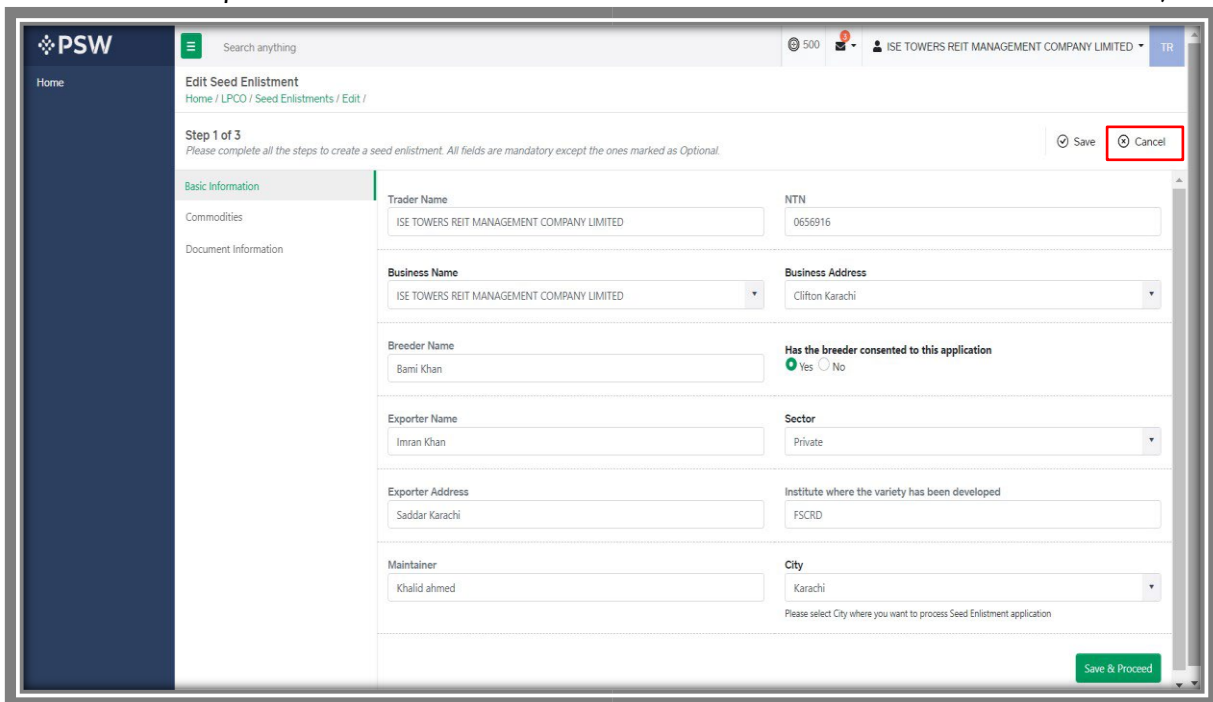 PSW
Search anything
500
3
ISE TOWERS REIT MANAGEMENT COMPANY LIMITED
TR
Home
Edit Seed Enlistment
Home / LPCO / Seed Enlistments / Edit /
Step 1 of 3
Please complete all the steps to create a seed enlistment. All fields are mandatory except the ones marked as Optional.
Save
Cancel
Basic Information
Commodities
Document Information
Trader Name
NTN
ISE TOWERS REIT MANAGEMENT COMPANY LIMITED
0656916
Business Name
Business Address
ISE TOWERS REIT MANAGEMENT COMPANY LIMITED
Clifton Karachi
Breeder Name
Has the breeder consented to this application
Bami Khan
Yes No
Exporter Name
Sector
Imran Khan
Private
Exporter Address
Institute where the variety has been developed
Saddar Karachi
FSCRD
Maintainer
City
Khalid ahmed
Karachi
Please select City where you want to process Seed Enlistment application
Save & Proceed